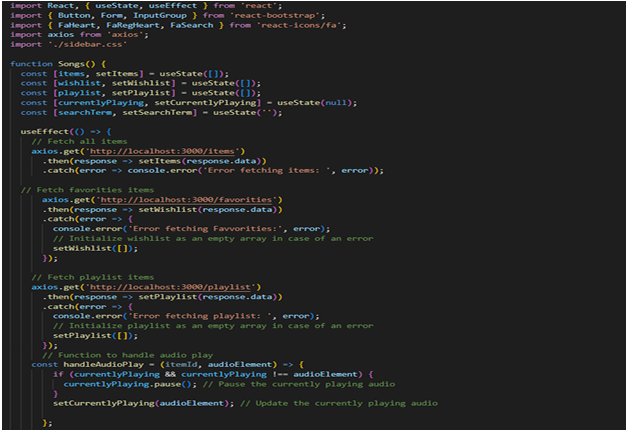 import React, { useState, useEffect } from 'react';
import { Button, Form, InputGroup } from 'react-bootstrap';
import { FaHeart, FaRegHeart, FaSearch } from 'react-icons/fa';
import axios from 'axios';
import './sidebar.css'
function Songs() {
const [items, setItems] = useState([]);
const [wishlist, setWishlist] = useState([]);
const [playlist, setPlaylist] = useState([]);
const [currentlyPlaying, setCurrentlyPlaying] = useState(null);
const [searchTerm, setSearchTerm] = useState('');
useEffect(() => {
// Fetch all items
axios.get('http://localhost:3000/items')
.then(response => setItems(response.data))
.catch(error => console.error('Error fetching items: ', error));
// Fetch favorities items
axios.get('http://localhost:3000/favorities')
.then(response => setWishlist(response.data))
.catch(error => {
console.error('Error fetching Favvorities:', error);
// Initialize wishlist as an empty array in case of an error
setWishlist([]);
});
// Fetch playlist items
axios.get('http://localhost:3000/playlist')
.then(response => setPlaylist(response.data))
.catch(error => {
console.error('Error fetching playlist: ', error);
// Initialize playlist as an empty array in case of an error
setPlaylist([]);
});
// Function to handle audio play
const handleAudioPlay = (itemId, audioElement) => {
if (currentlyPlaying && currentlyPlaying !== audioElement) {
currentlyPlaying.pause(); // Pause the currently playing audio
}
setCurrentlyPlaying(audioElement); // Update the currently playing audio
};